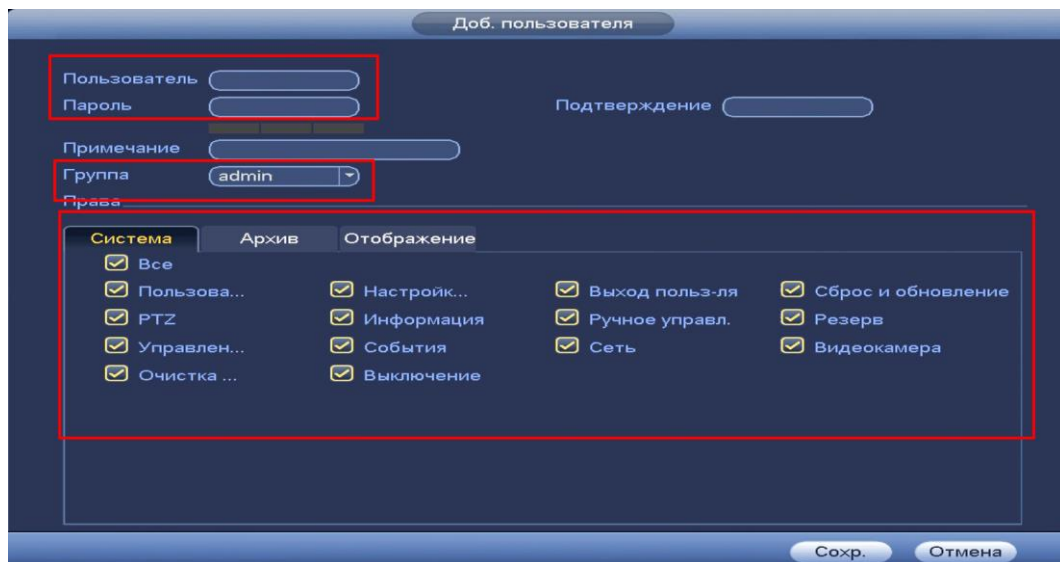 Доб. пользователя
Пользователь
Пароль Подтверждение
Примечание
Группа admin
Права
Система Архив Отображение
Все
Пользова... Настройк... Выход польз-ля Сброс и обновление
PTZ Информация Ручное управл. Резерв
Управлен... События Сеть Видеокамера
Очистка ... Выключение
Сохр. Отмена